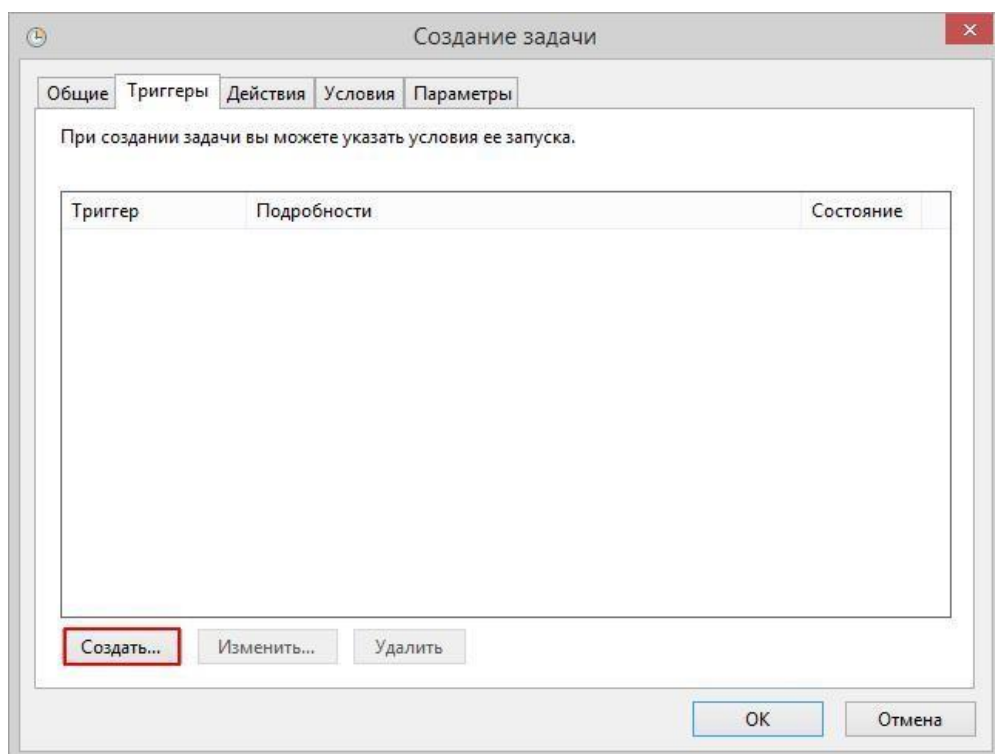 Создание задачи
Общие Триггеры Действия Условия Параметры
При создании задачи вы можете указать условия ее запуска.
Триггер Подробности Состояние
Создать... Изменить... Удалить
ОК Отмена